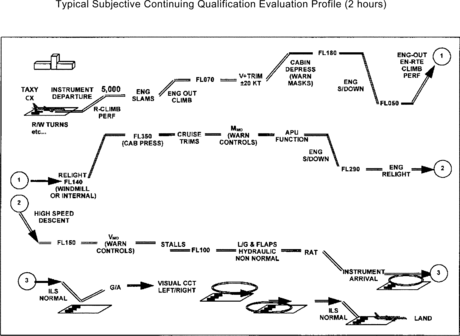 Typical Subjective Continuing Qualification Evaluation Profile (2 hours)
TAXY
CX
INSTRUMENT
DEPARTURE
5,000
R/W TURNS
etc...
R-CLIMB
PERF
ENG
SLAMS
FL070
ENG OUT
CLIMB
V+TRIM
±20 KT
CABIN
DEPRESS
(WARN
MASKS)
FL180
ENG
S/DOWN
FL050
ENG-OUT
EN-RTE
CLIMB
PERF
1
1
RELIGHT
FL140
(WINDMILL
OR INTERNAL)
FL350
(CAB PRESS)
CRUISE
TRIMS
MMO (WARN
CONTROLS)
APU
FUNCTION
ENG
S/DOWN
FL290
ENG
RELIGHT
2
2
HIGH SPEED
DESCENT
FL150
VMO
(WARN
CONTROLS)
STALLS
FL100
L/G & FLAPS
HYDRAULIC
NON NORMAL
RAT
INSTRUMENT
ARRIVAL
3
3
ILS
NORMAL
G/A
VISUAL CCT
LEFT/RIGHT
ILS
NORMAL
LAND